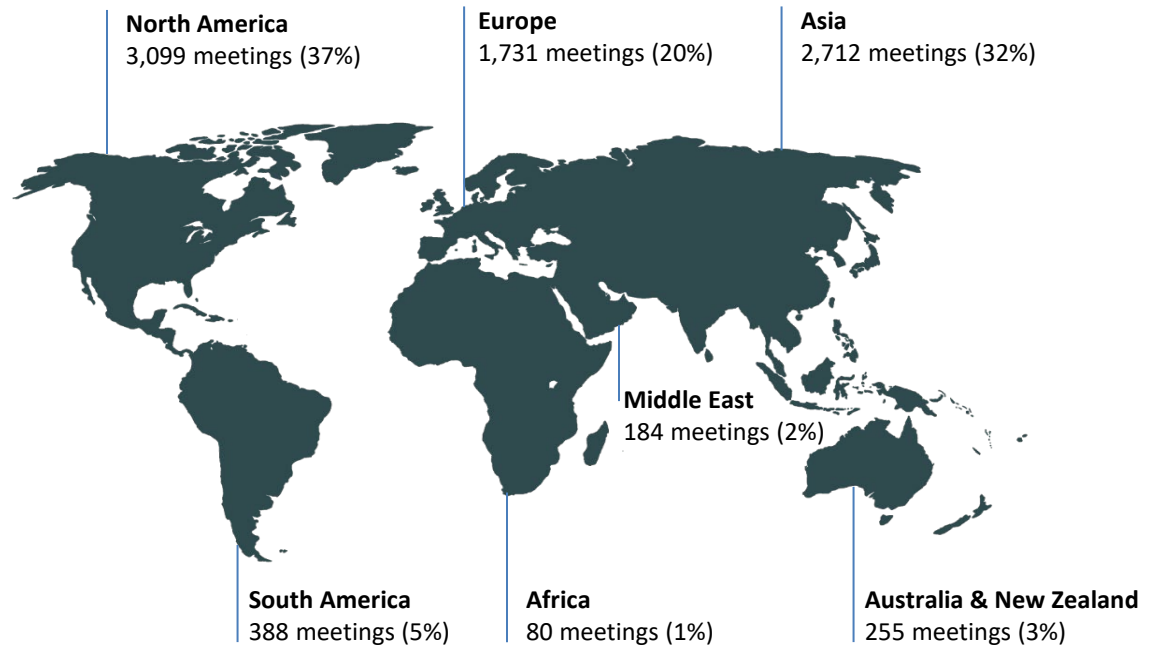 North America
3,099 meetings (37%)
Europe
1,731 meetings (20%)
Asia
2,712 meetings (32%)
Middle East
184 meetings (2%)
South America
388 meetings (5%)
Africa
80 meetings (1%)
Australia & New Zealand
255 meetings (3%)